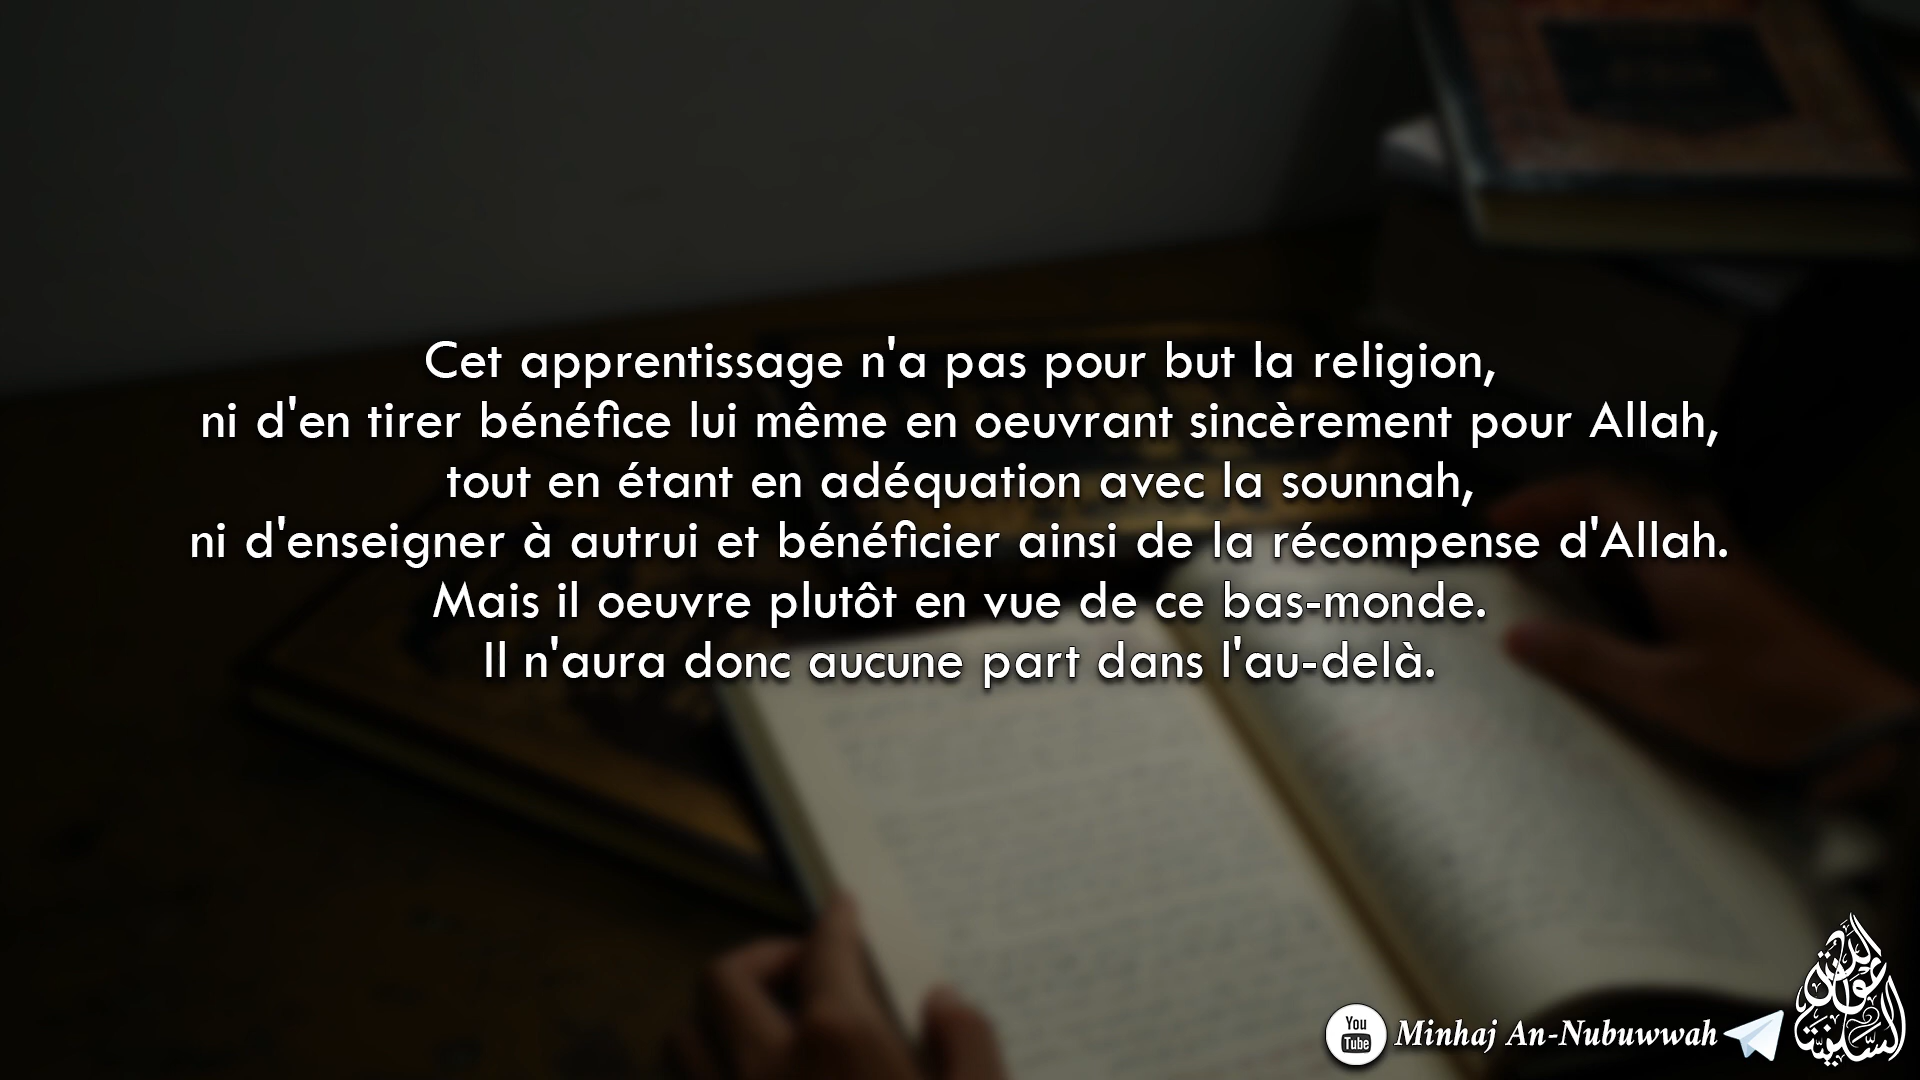 Cet apprentissage n'a pas pour but la religion,
ni d'en tirer bénéfice lui même en oeuvrant sincèrement pour Allah,
tout en étant en adéquation avec la sounnah,
ni d'enseigner à autrui et bénéficier ainsi de la récompense d'Allah.
Mais il oeuvre plutôt en vue de ce bas-monde.
Il n'aura donc aucune part dans l'au-delà.
You
Tube
Minhaj An-Nubuwwah